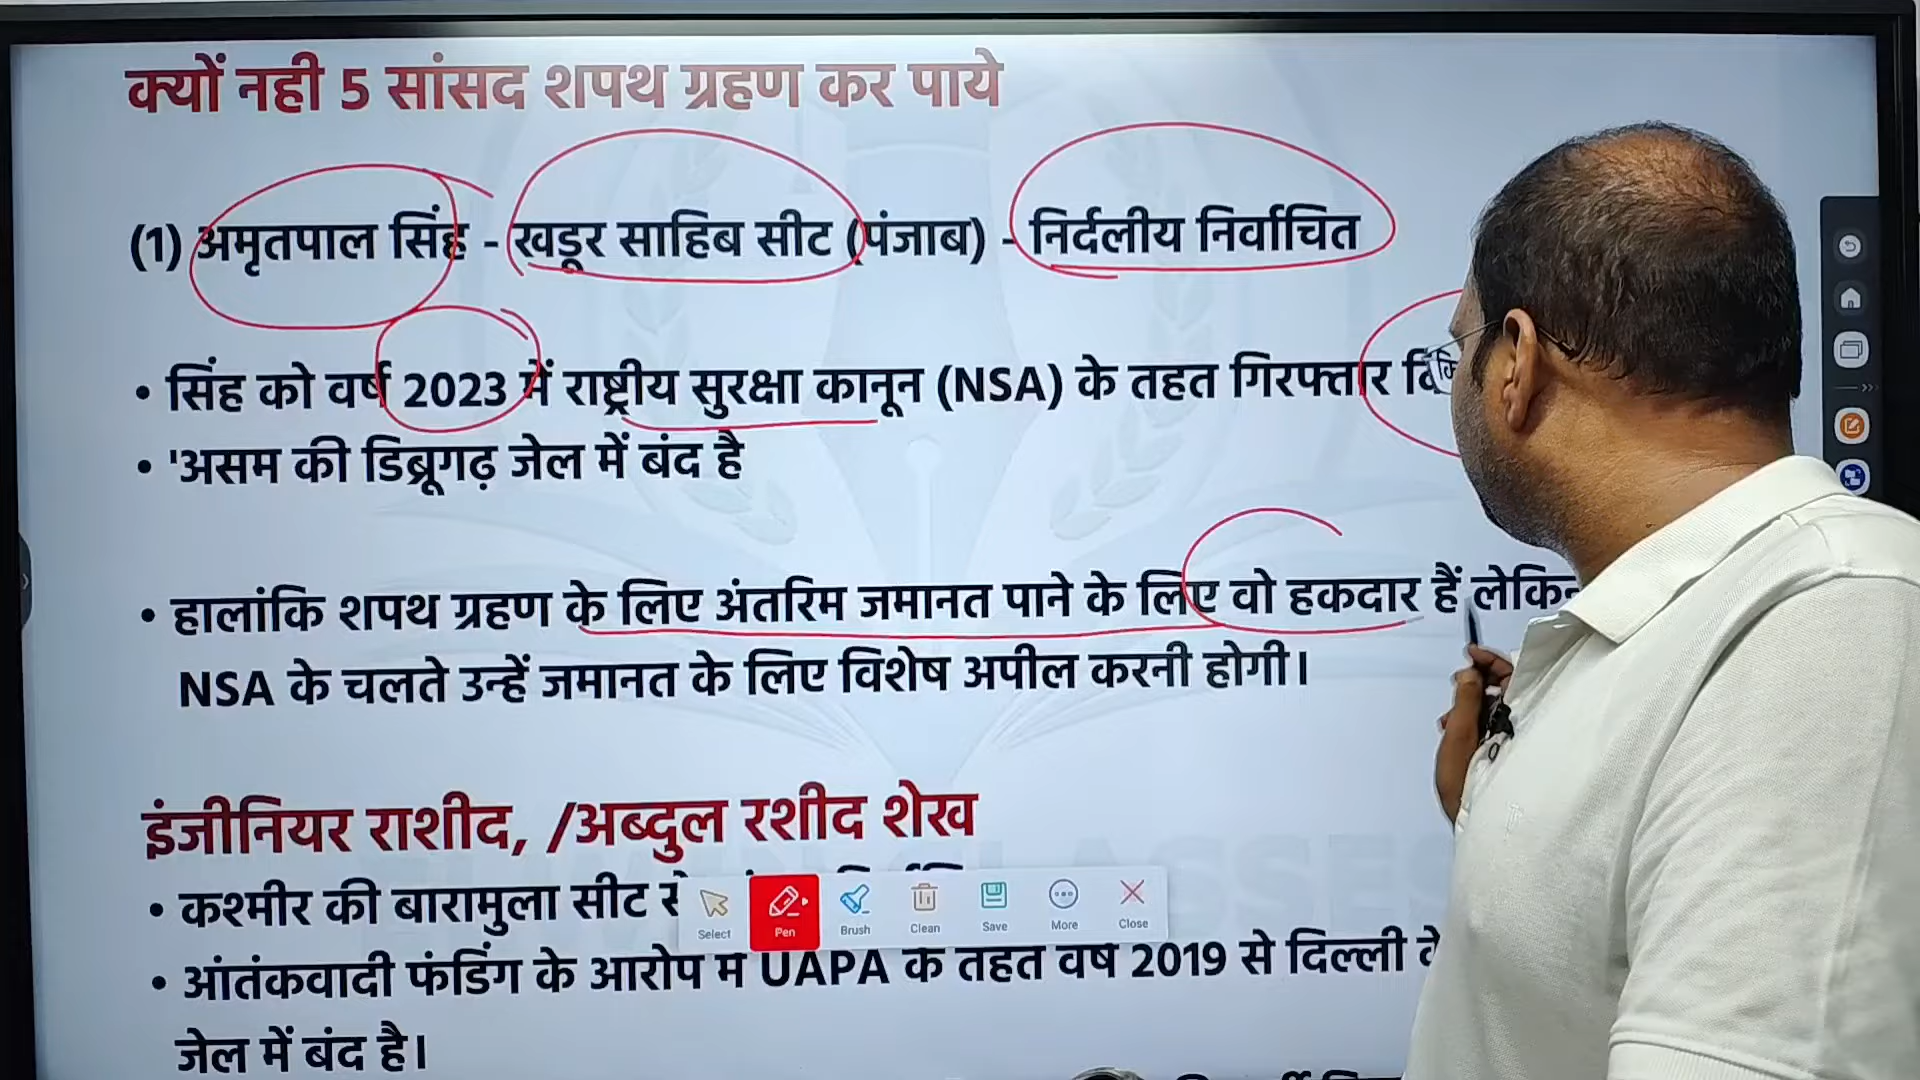 क्यों नही 5 सांसद शपथ ग्रहण कर पाये
(1) अमृतपाल सिंह - खडूर साहिब सीट (पंजाब) - निर्दलीय निर्वाचित
• सिंह को वर्ष 2023 में राष्ट्रीय सुरक्षा कानून (NSA) के तहत गिरफ्तार
• 'असम की डिब्रूगढ़ जेल में बंद है
• हालांकि शपथ ग्रहण के लिए अंतरिम जमानत पाने के लिए वो हकदार हैं लेकिन
NSA के चलते उन्हें जमानत के लिए विशेष अपील करनी होगी।
इंजीनियर राशीद, /अब्दुल रशीद शेख
• कश्मीर की बारामुला सीट
• आंतंकवादी फंडिंग के आरोप में UAPA के तहत वर्ष 2019 से दिल्ली
जेल में बंद है।
Select Pen Brush Clean Save More Close